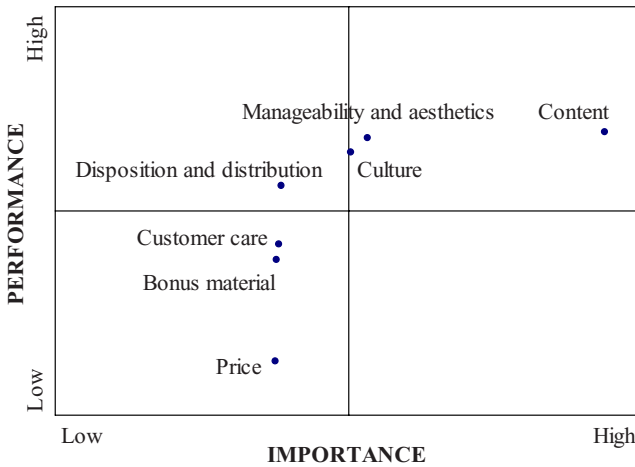 High
Manageability and aesthetics
Content
Disposition and distribution
Culture
PERFORMANCE
Customer care
Bonus material
Price
Low
Low
High
IMPORTANCE